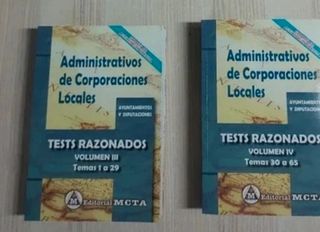 Administrativos
de Corporaciones
Locales
AYUNTAMIENTOS
Y DIPUTACIONES
TESTS RAZONADOS
VOLUMEN III
Temas 1 a 29
Editorial MCTA
Administrativos
de Corporaciones
Locales
AYUNTAMIENTOS
Y DIPUTACIONES
TESTS RAZONADOS
VOLUMEN IV
Temas 30 a 65
Editorial MCTA